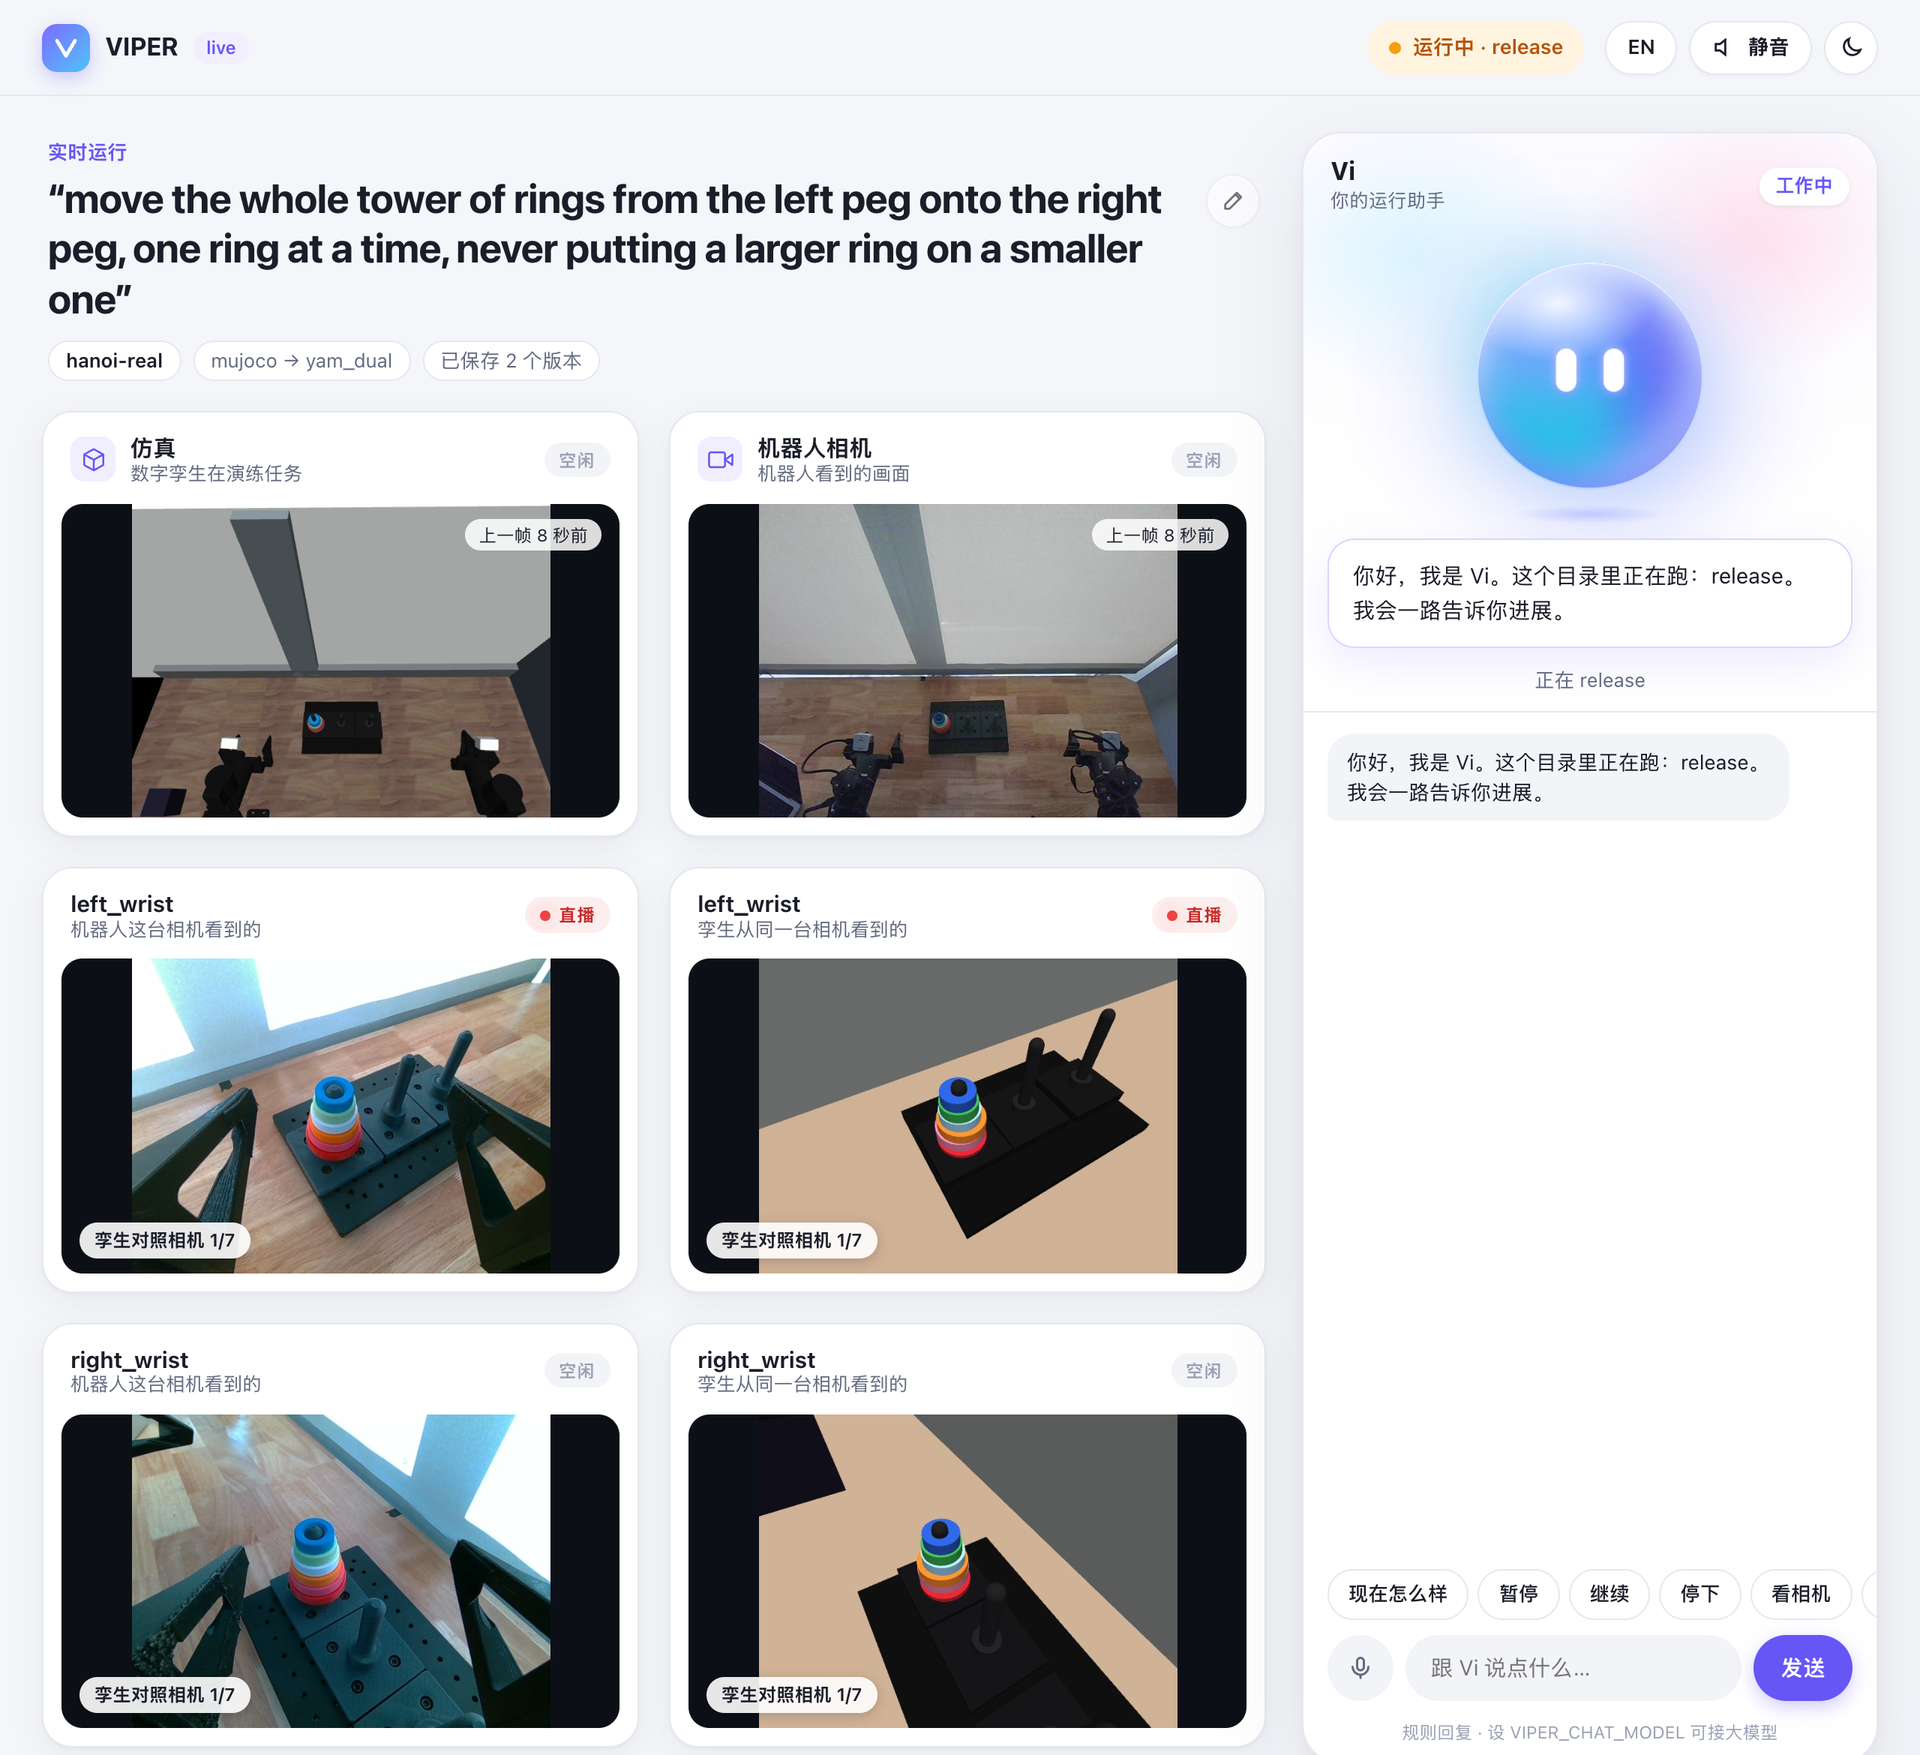 VIPER
live
运行中 · release
EN
静音
实时运行
“move the whole tower of rings from the left peg onto the right
peg, one ring at a time, never putting a larger ring on a smaller
one”
hanoi-real
mujoco → yam_dual
已保存 2 个版本
仿真
数字孪生在演练任务
空闲
上一帧 8 秒前
机器人相机
机器人看到的画面
空闲
上一帧 8 秒前
left_wrist
机器人这台相机看到的
直播
孪生对照相机 1/7
left_wrist
孪生从同一台相机看到的
直播
孪生对照相机 1/7
right_wrist
机器人这台相机看到的
空闲
孪生对照相机 1/7
right_wrist
孪生从同一台相机看到的
空闲
孪生对照相机 1/7
Vi
你的运行助手
工作中
你好，我是 Vi。这个目录里正在跑：release。
我会一路告诉你进展。
正在 release
你好，我是 Vi。这个目录里正在跑：release。
我会一路告诉你进展。
现在怎么样
暂停
继续
停下
看相机
跟 Vi 说点什么...
发送
规则回复 · 设 VIPER_CHAT_MODEL 可接大模型